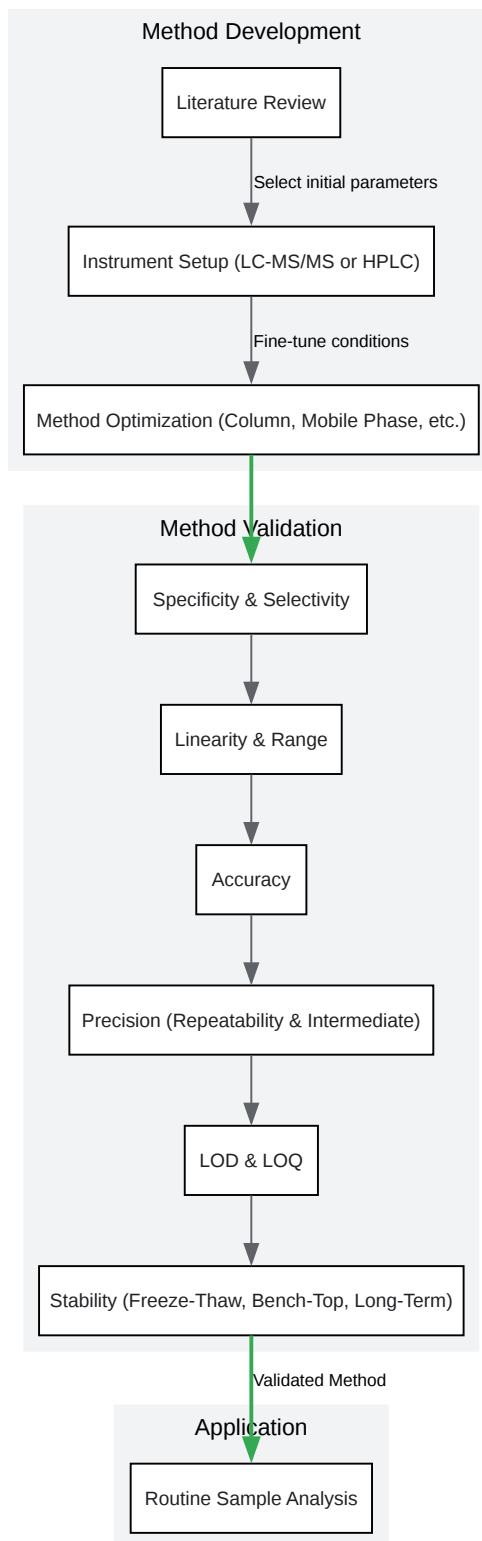 Method Development
Literature Review
Select initial parameters
Instrument Setup (LC-MS/MS or HPLC)
Fine-tune conditions
Method Optimization (Column, Mobile Phase, etc.)
Method Validation
Specificity & Selectivity
Linearity & Range
Accuracy
Precision (Repeatability & Intermediate)
LOD & LOQ
Stability (Freeze-Thaw, Bench-Top, Long-Term)
Validated Method
Application
Routine Sample Analysis